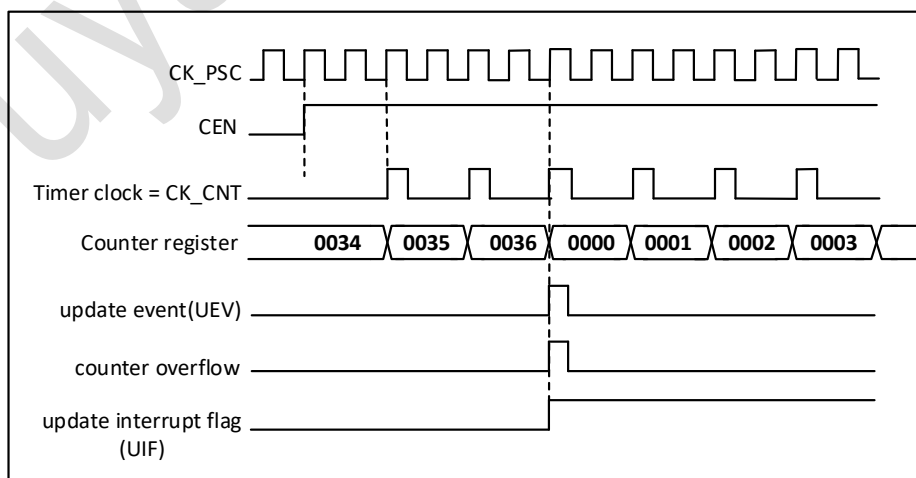 CK_PSC
CEN
Timer clock = CK_CNT
Counter register 0034 0035 0036 0000 0001 0002 0003
update event(UEV)
counter overflow
update interrupt flag
(UIF)